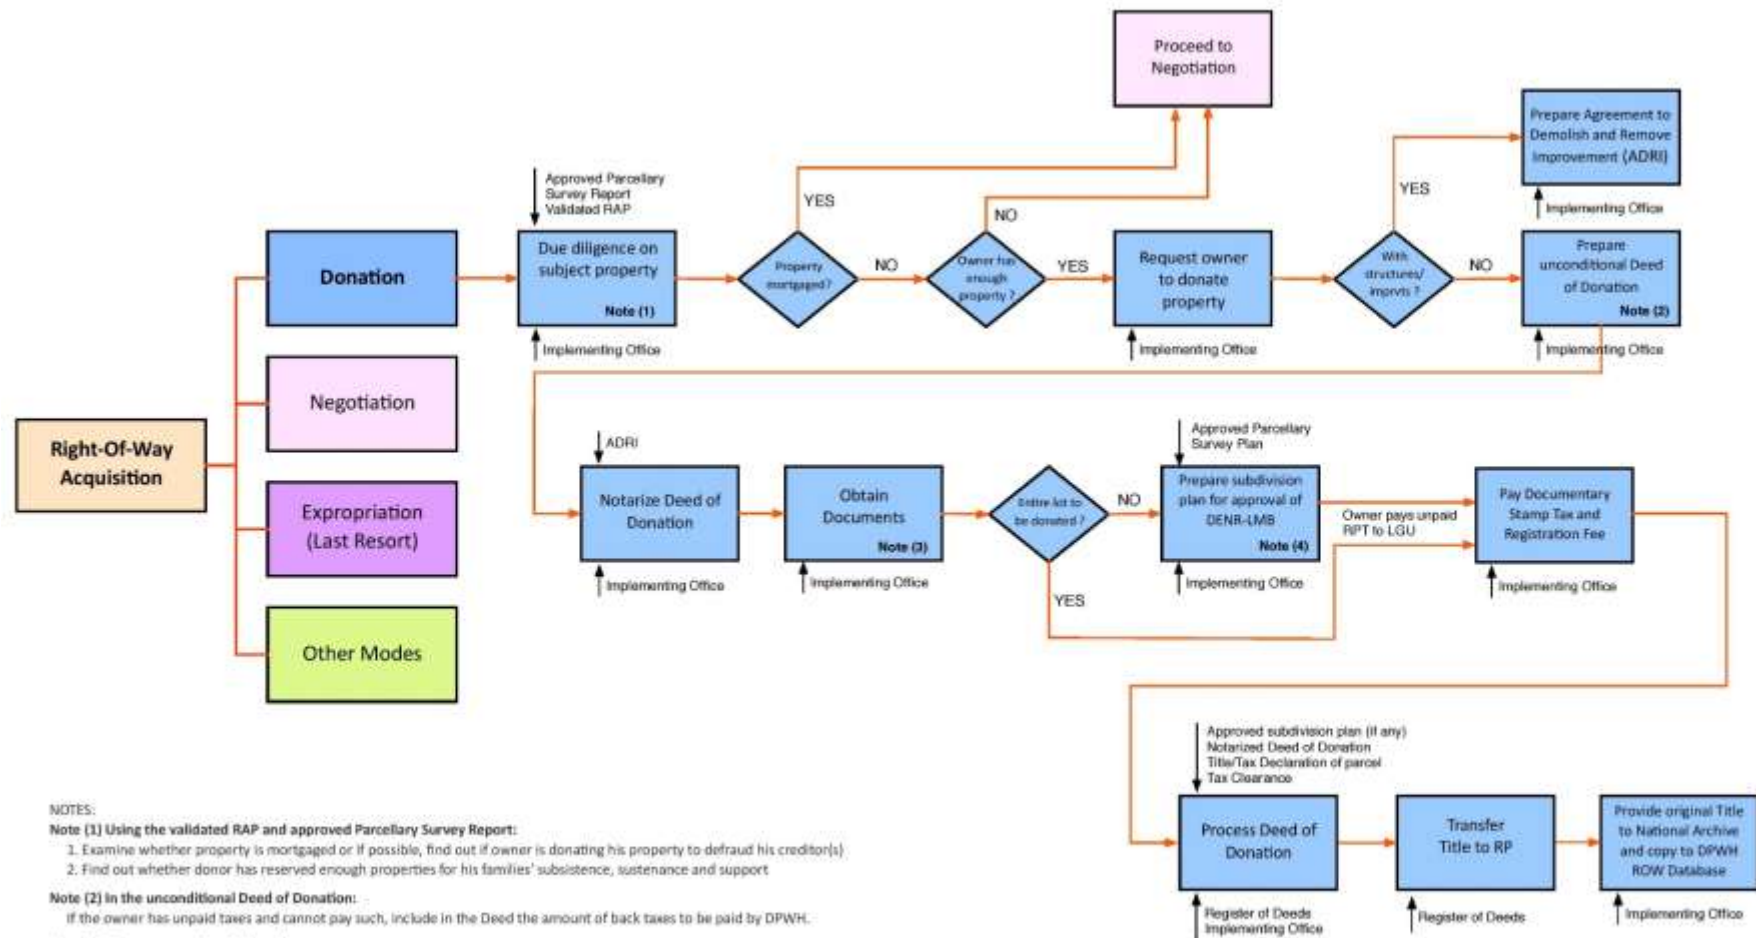 Proceed to
Negotiation
Prepare Agreement to
Demolish and Remove
Improvement (ADRI)
Implementing Office
Approved Parcellary
Survey Report
Validated RAP
YES
NO
YES
Donation
Due diligence on
subject property
Note (1)
Implementing Office
Property
mortgaged?
NO
Owner has
enough
property ?
YES
Request owner
to donate
property
Implementing Office
With
structures/
imprvts ?
NO
Prepare
unconditional Deed
of Donation
Note (2)
Implementing Office
Negotiation
Right-Of-Way
Acquisition
Expropriation
(Last Resort)
Other Modes
ADRI
Notarize Deed of
Donation
Implementing Office
Obtain
Documents
Note (3)
Implementing Office
Entire lot to
be donated ?
NO
YES
Approved Parcellary
Survey Plan
Prepare subdivision
plan for approval of
DENR-LMB
Note (4)
Implementing Office
Owner pays unpaid
RPT to LGU
Pay Documentary
Stamp Tax and
Registration Fee
Implementing Office
Approved subdivision plan (if any)
Notarized Deed of Donation
Title/Tax Declaration of parcel
Tax Clearance
Process Deed of
Donation
Register of Deeds
Implementing Office
Transfer
Title to RP
Register of Deeds
Provide original Title
to National Archive
and copy to DPWH
ROW Database
Implementing Office
NOTES:
Note (1) Using the validated RAP and approved Parcellary Survey Report:
1. Examine whether property is mortgaged or if possible, find out if owner is donating his property to defraud his creditor(s)
2. Find out whether donor has reserved enough properties for his families' subsistence, sustenance and support
Note (2) In the unconditional Deed of Donation:
If the owner has unpaid taxes and cannot pay such, include in the Deed the amount of back taxes to be paid by DPWH.